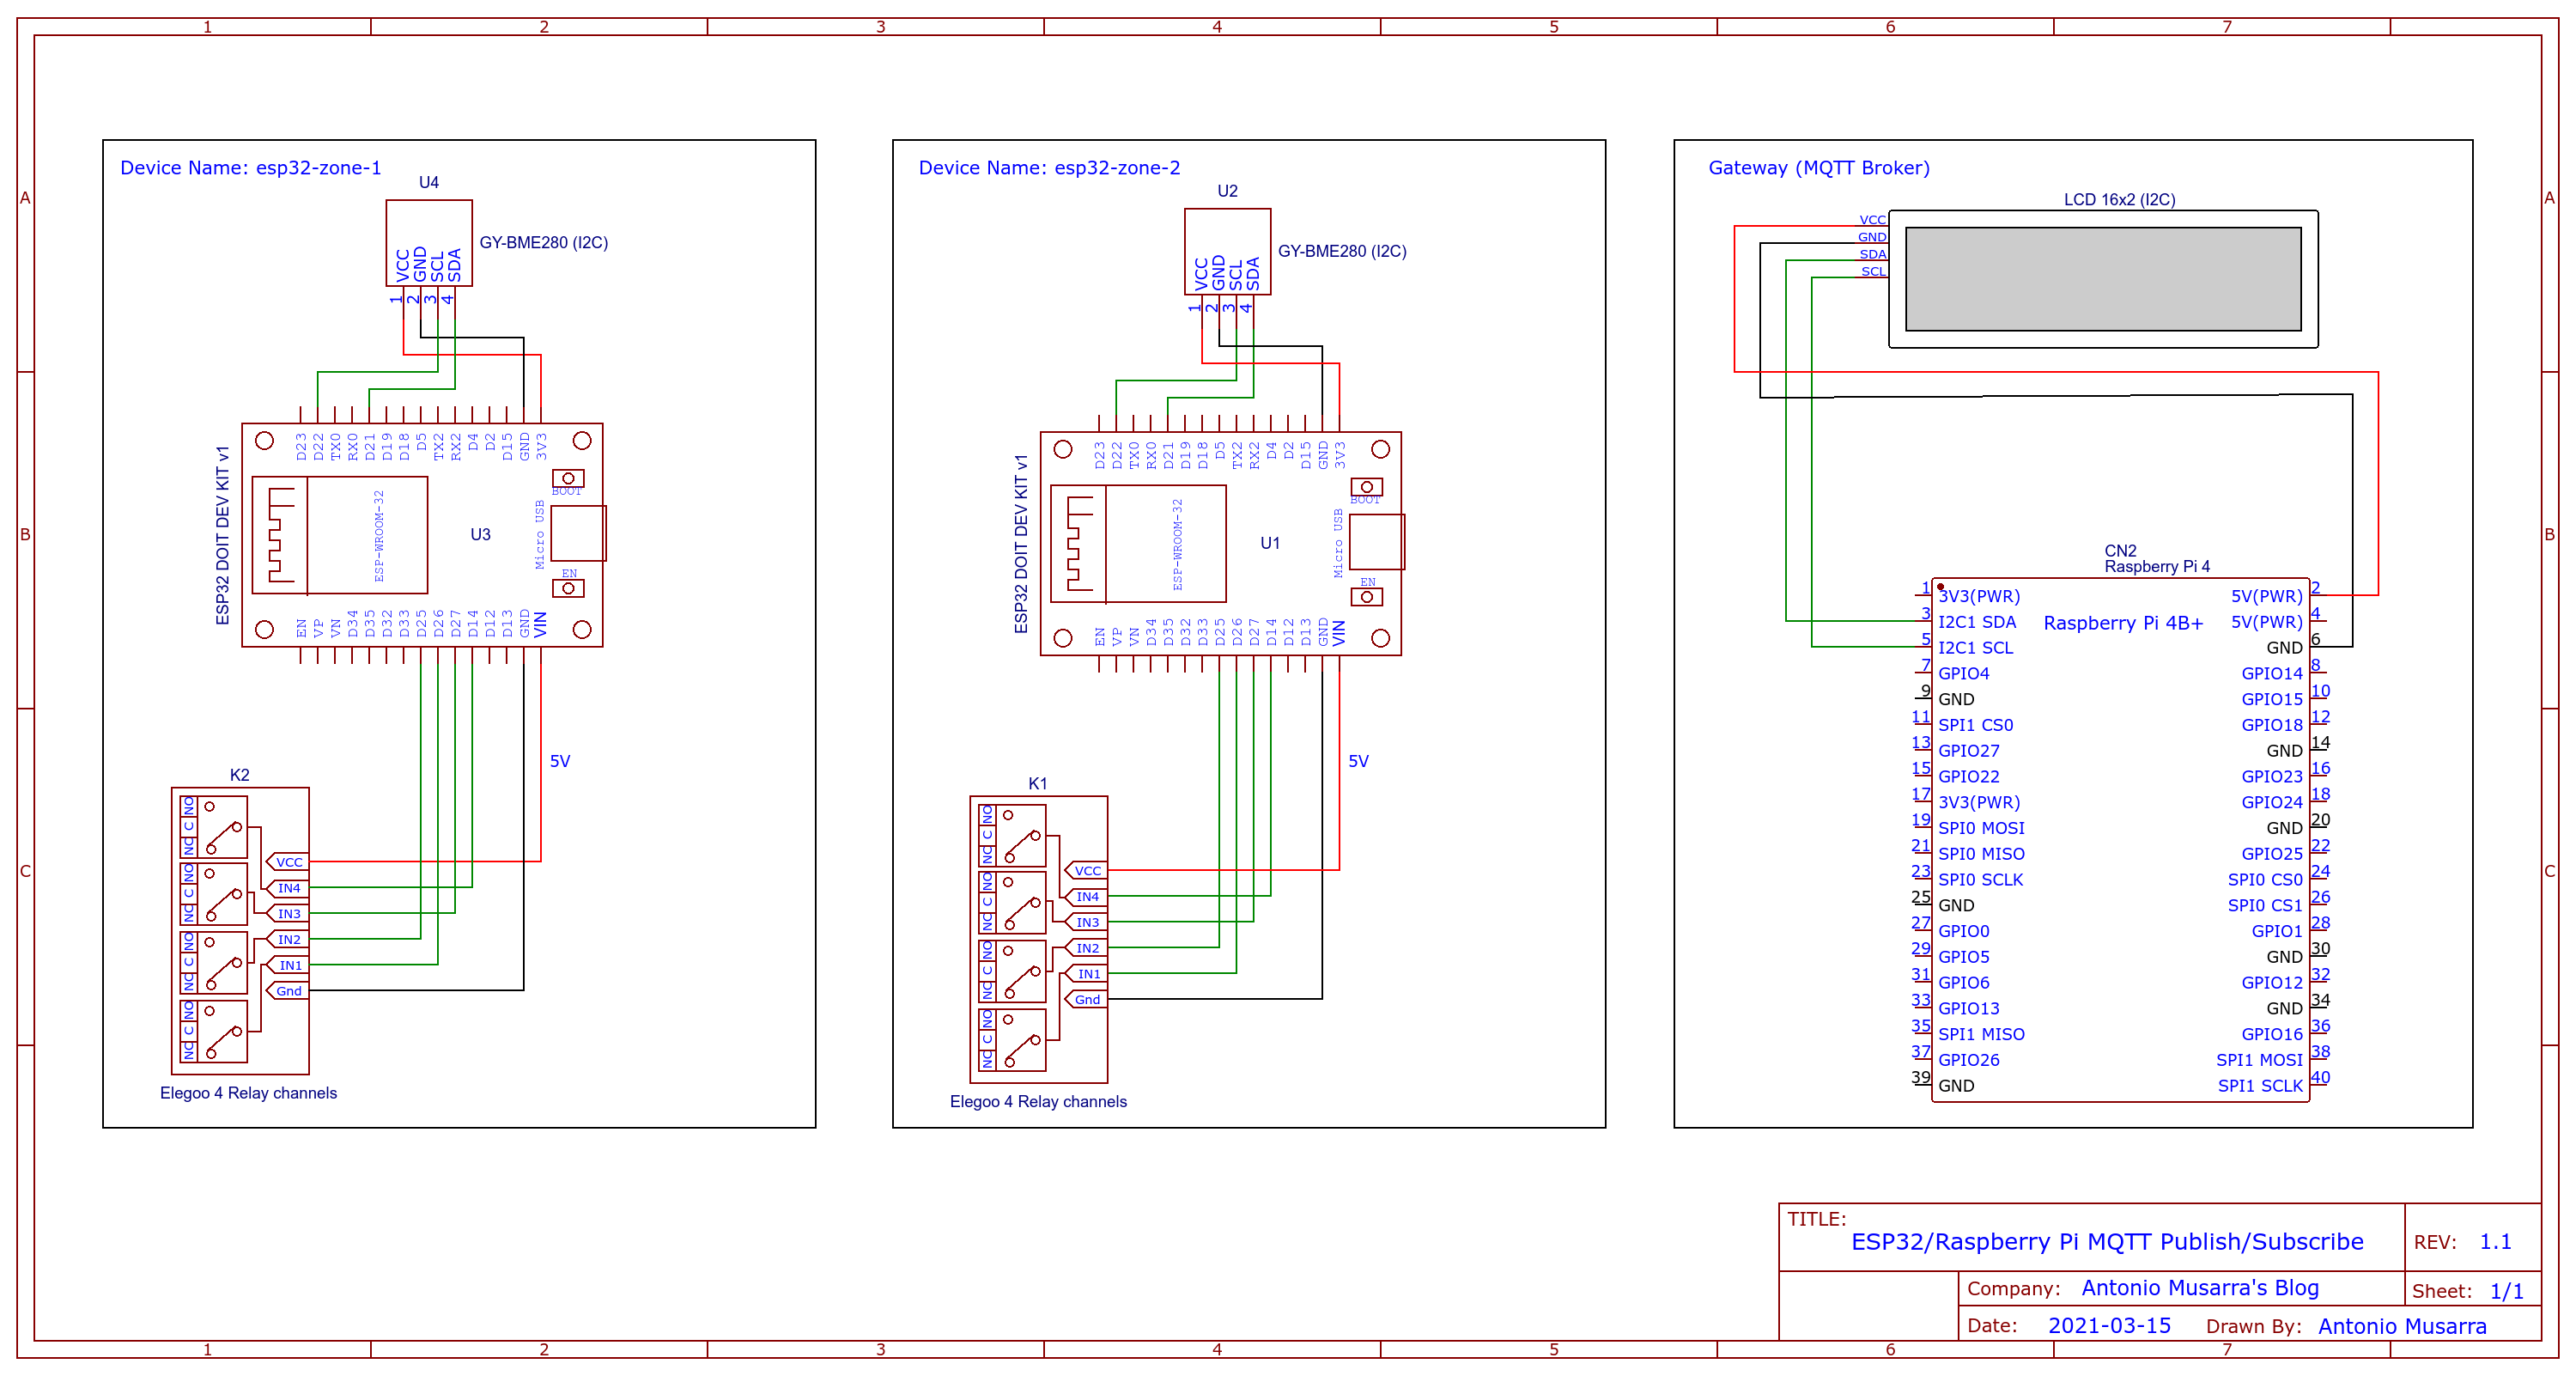 1 2 3 4 5 6 7
A
B
C
A
B
C
1 2 3 4 5 6 7
Device Name: esp32-zone-1
U4
GY-BME280 (I2C)
VCC
GND
SCL
SDA
1 2 3 4
D23 D22 TX0 RX0 D21 D19 D18 D5 TX2 RX2 D4 D2 D15 GND 3V3
ESP32 DOIT DEV KIT v1
ESP-WROOM-32
U3
BOOT
Micro USB
EN
EN VP VN D34 D35 D32 D33 D25 D26 D27 D14 D12 D13 GND VIN
5V
K2
NO C NC
NO C NC
NO C NC
NO C NC
VCC
IN4
IN3
IN2
IN1
Gnd
Elegoo 4 Relay channels
Device Name: esp32-zone-2
U2
GY-BME280 (I2C)
VCC
GND
SCL
SDA
1 2 3 4
D23 D22 TX0 RX0 D21 D19 D18 D5 TX2 RX2 D4 D2 D15 GND 3V3
ESP32 DOIT DEV KIT v1
ESP-WROOM-32
U1
BOOT
Micro USB
EN
EN VP VN D34 D35 D32 D33 D25 D26 D27 D14 D12 D13 GND VIN
5V
K1
NO C NC
NO C NC
NO C NC
NO C NC
VCC
IN4
IN3
IN2
IN1
Gnd
Elegoo 4 Relay channels
Gateway (MQTT Broker)
LCD 16x2 (I2C)
VCC
GND
SDA
SCL
CN2
Raspberry Pi 4
Raspberry Pi 4B+
1 3V3(PWR) 5V(PWR) 2
3 I2C1 SDA 5V(PWR) 4
5 I2C1 SCL GND 6
7 GPIO4 GPIO14 8
9 GND GPIO15 10
11 SPI1 CS0 GPIO18 12
13 GPIO27 GND 14
15 GPIO22 GPIO23 16
17 3V3(PWR) GPIO24 18
19 SPI0 MOSI GND 20
21 SPI0 MISO GPIO25 22
23 SPI0 SCLK SPI0 CS0 24
25 GND SPI0 CS1 26
27 GPIO0 GPIO1 28
29 GPIO5 GND 30
31 GPIO6 GPIO12 32
33 GPIO13 GND 34
35 SPI1 MISO GPIO16 36
37 GPIO26 SPI1 MOSI 38
39 GND SPI1 SCLK 40
TITLE:
ESP32/Raspberry Pi MQTT Publish/Subscribe
REV: 1.1
Company: Antonio Musarra's Blog
Sheet: 1/1
Date: 2021-03-15 Drawn By: Antonio Musarra